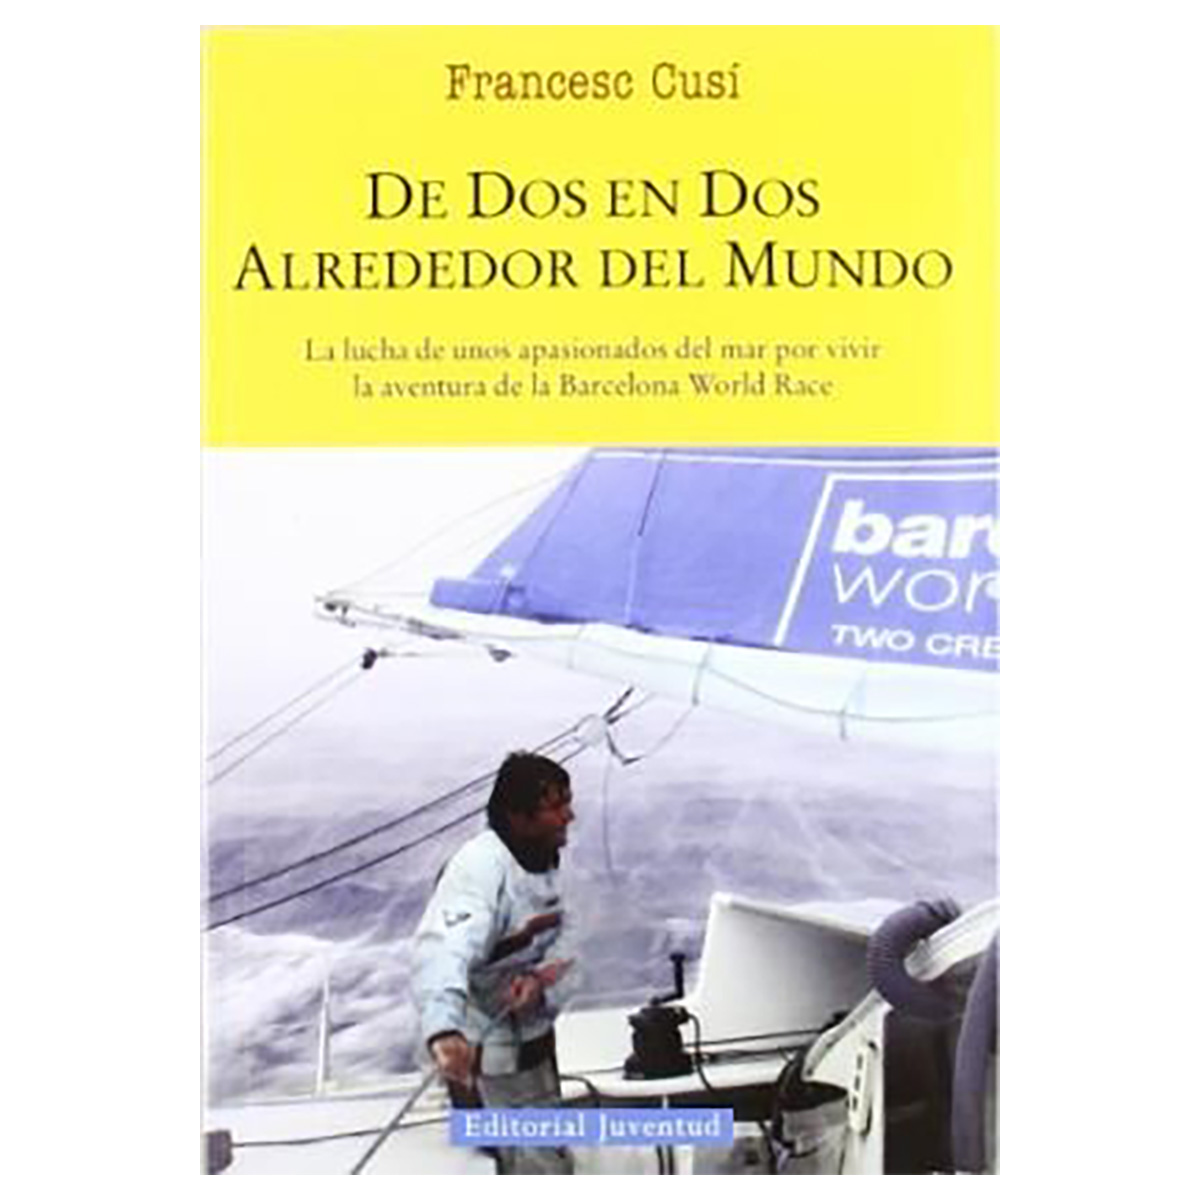 Francesc Cusí
DE DOS EN DOS
ALREDEDOR DEL MUNDO
La lucha de unos apasionados del mar por vivir
la aventura de la Barcelona World Race
bar
wor
TWO CRE
Editorial Juventud